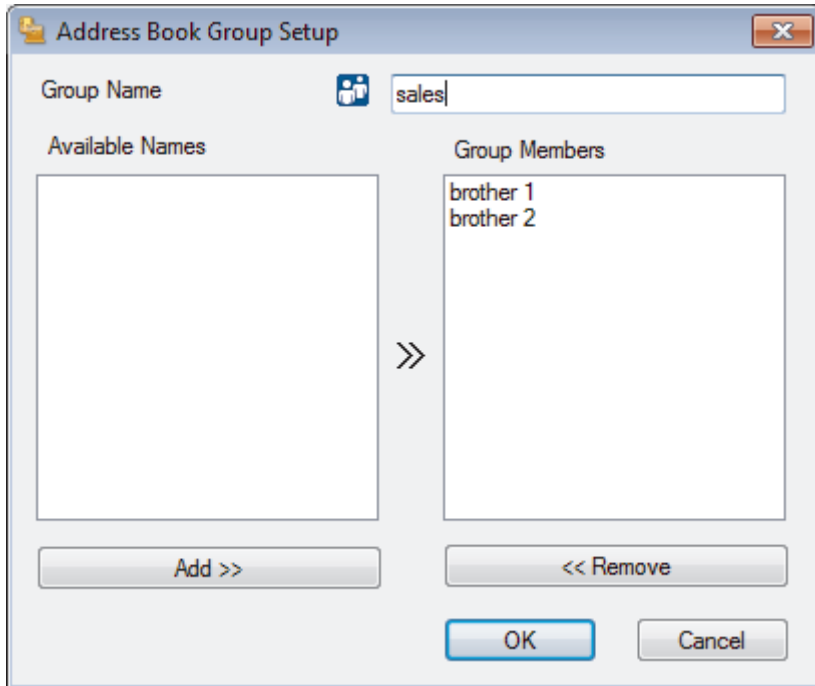 Address Book Group Setup
Group Name
sales
Available Names
Group Members
brother 1
brother 2
Add >>
<< Remove
OK
Cancel